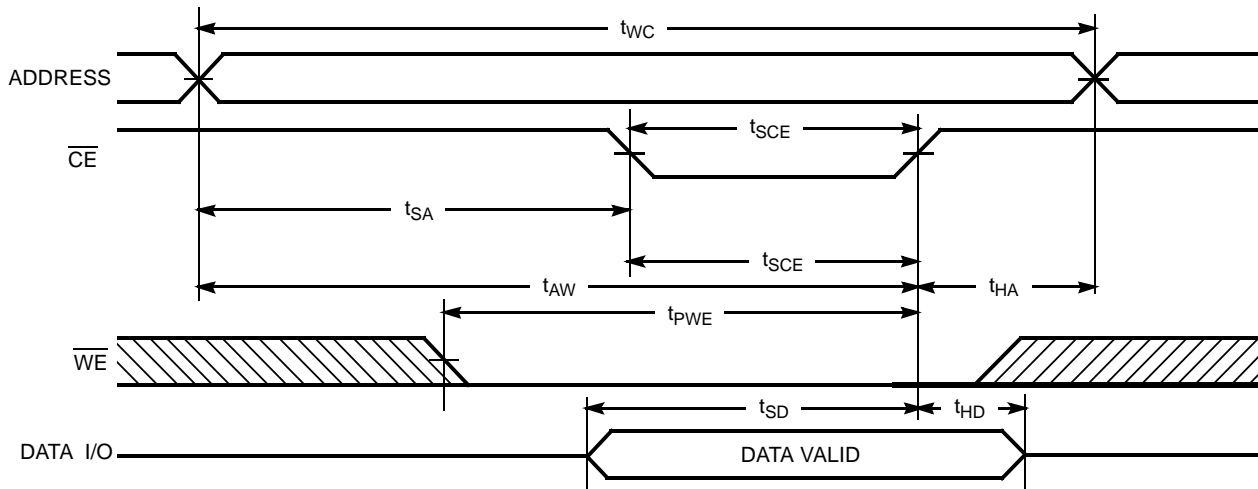 tWC
ADDRESS
tSCE
CE
tSA
tSCE
tAW
tHA
tPWE
WE
tSD
tHD
DATA I/O
DATA VALID